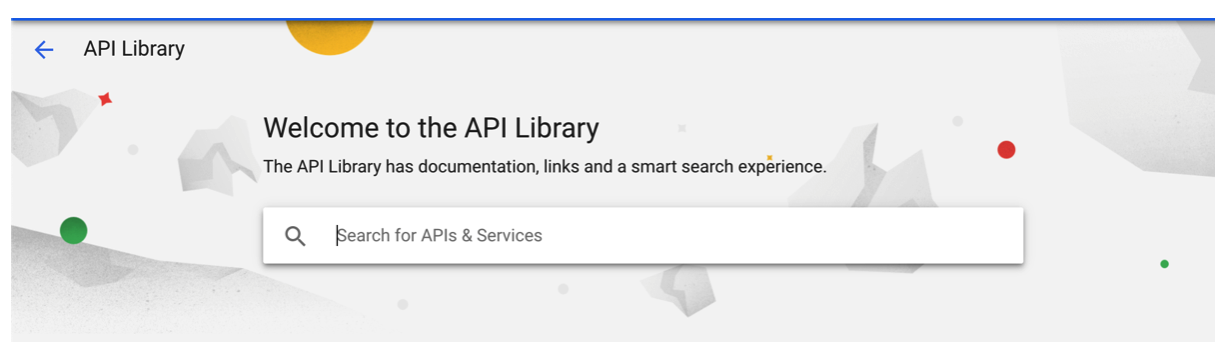 API Library
Welcome to the API Library
The API Library has documentation, links and a smart search experience.
Search for APIs & Services